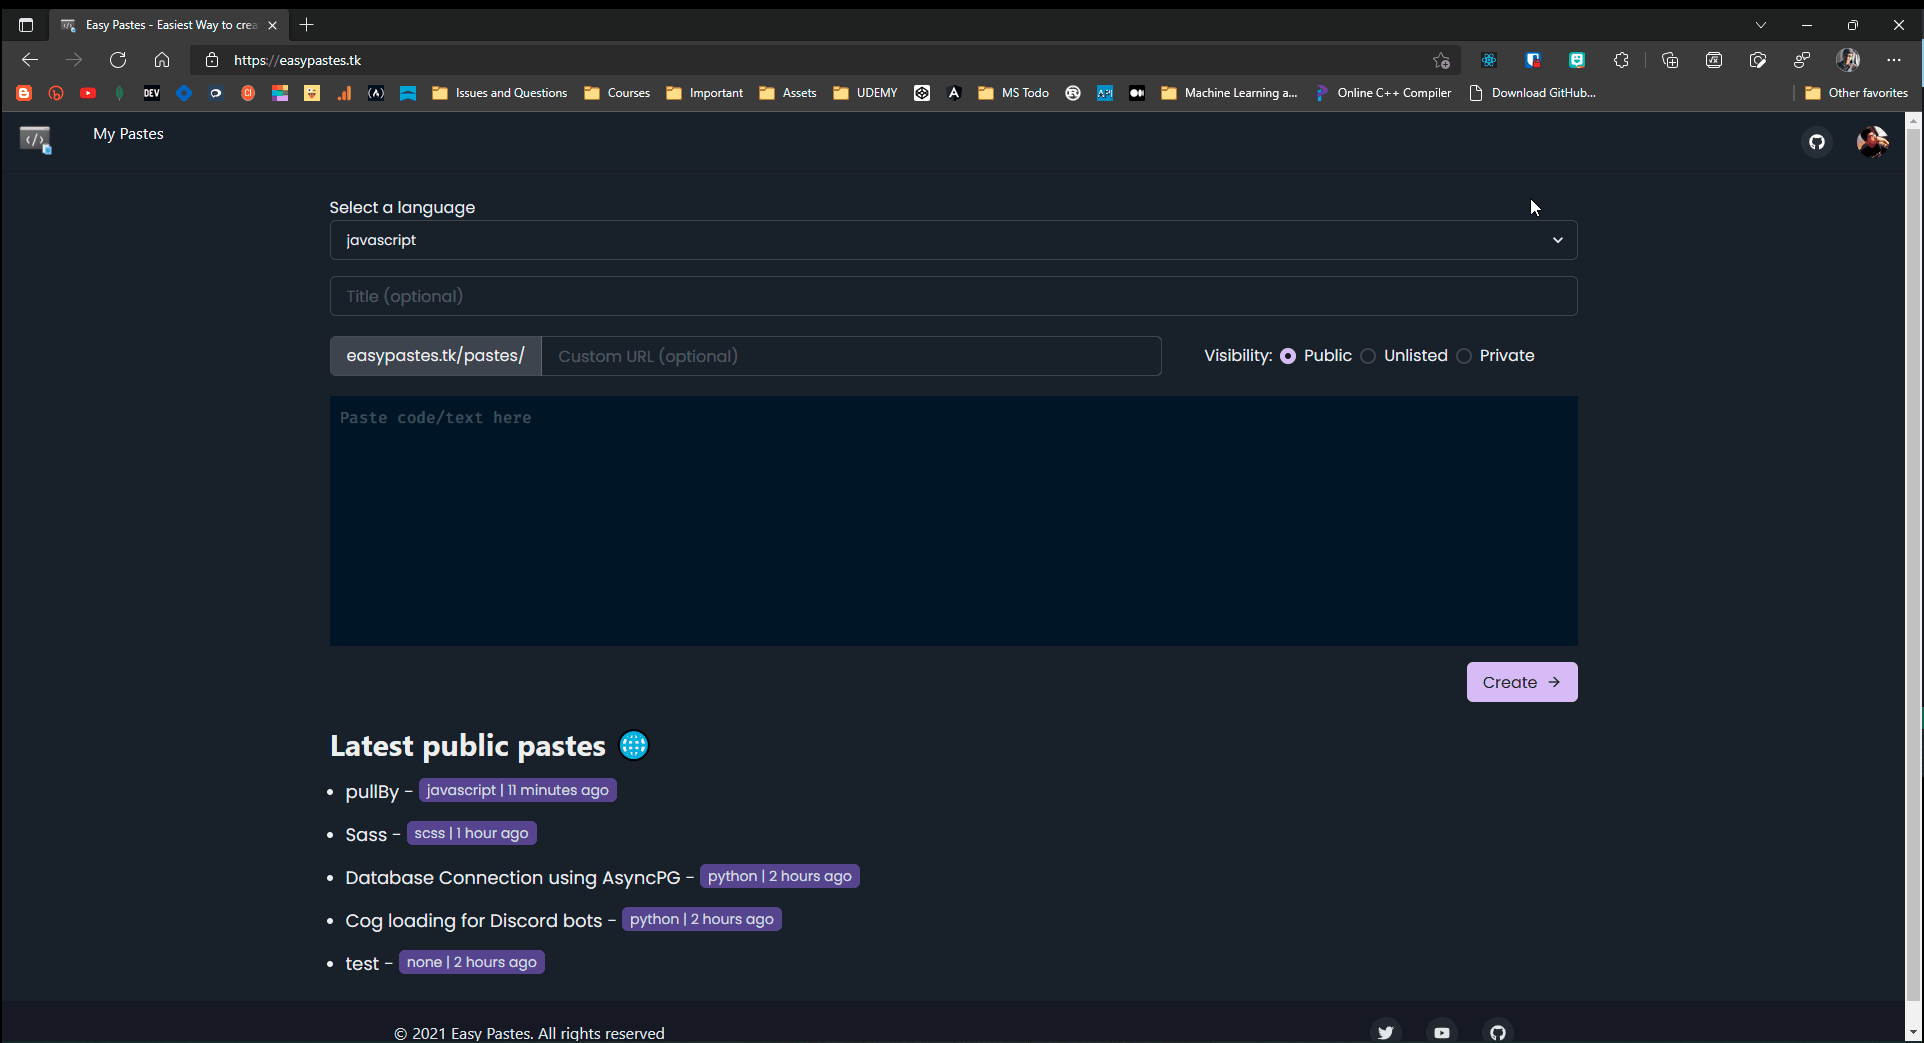 Easy Pastes - Easiest Way to crea
https://easypastes.tk
DEV
Issues and Questions
Courses
Important
Assets
UDEMY
MS Todo
Machine Learning a...
Online C++ Compiler
Download GitHub...
Other favorites
My Pastes
Select a language
javascript
Title (optional)
easypastes.tk/pastes/
Custom URL (optional)
Visibility: Public Unlisted Private
Paste code/text here
Create
Latest public pastes
pullBy - javascript | 11 minutes ago
Sass - scss | 1 hour ago
Database Connection using AsyncPG - python | 2 hours ago
Cog loading for Discord bots - python | 2 hours ago
test - none | 2 hours ago
© 2021 Easy Pastes. All rights reserved